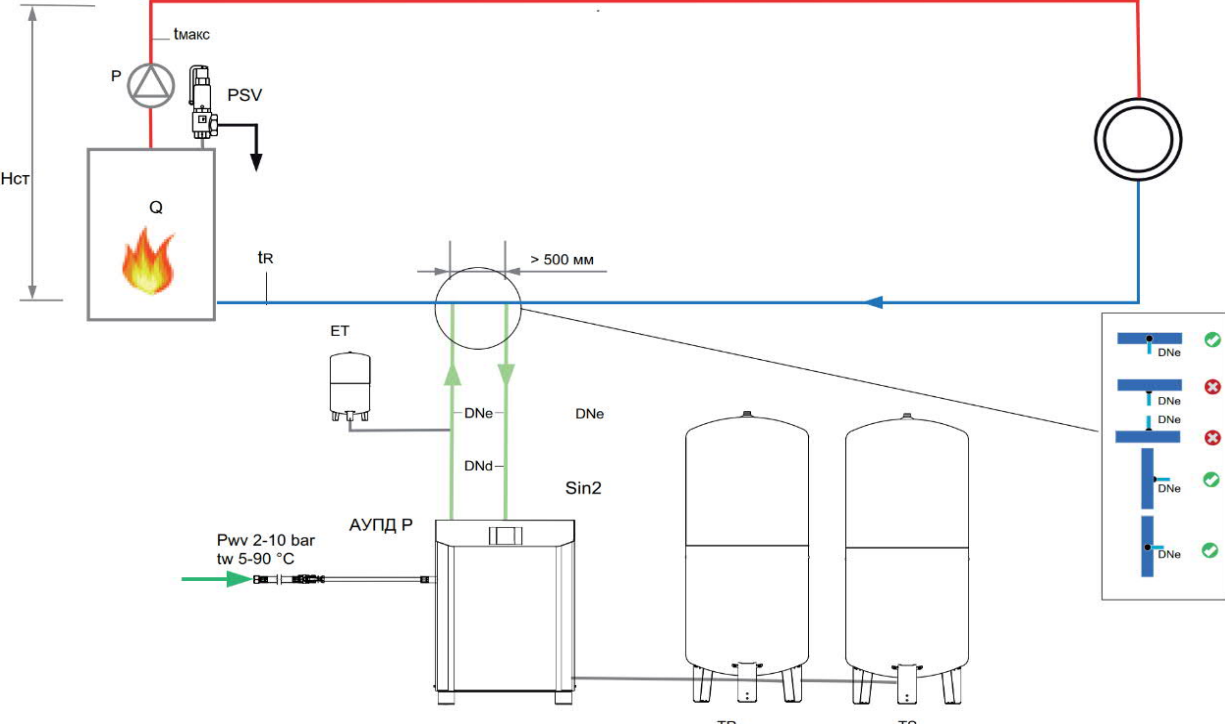 tмакс
P
PSV
Hст
Q
tR
> 500 мм
ET
DNe
DNe
DNe
DNe
DNe
DNe
DNd
DNe
Sin2
АУПД Р
Pwv 2-10 bar
tw 5-90 °C
DNe